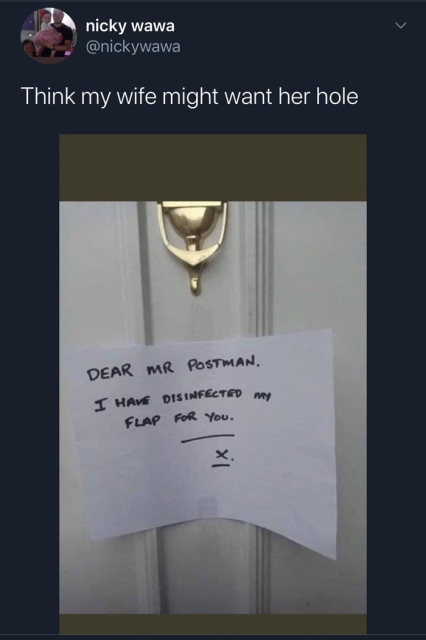 nicky wawa
@nickywawa
Think my wife might want her hole
DEAR MR POSTMAN.
I HAVE DISINFECTED MY
FLAP FOR YOU.
X.